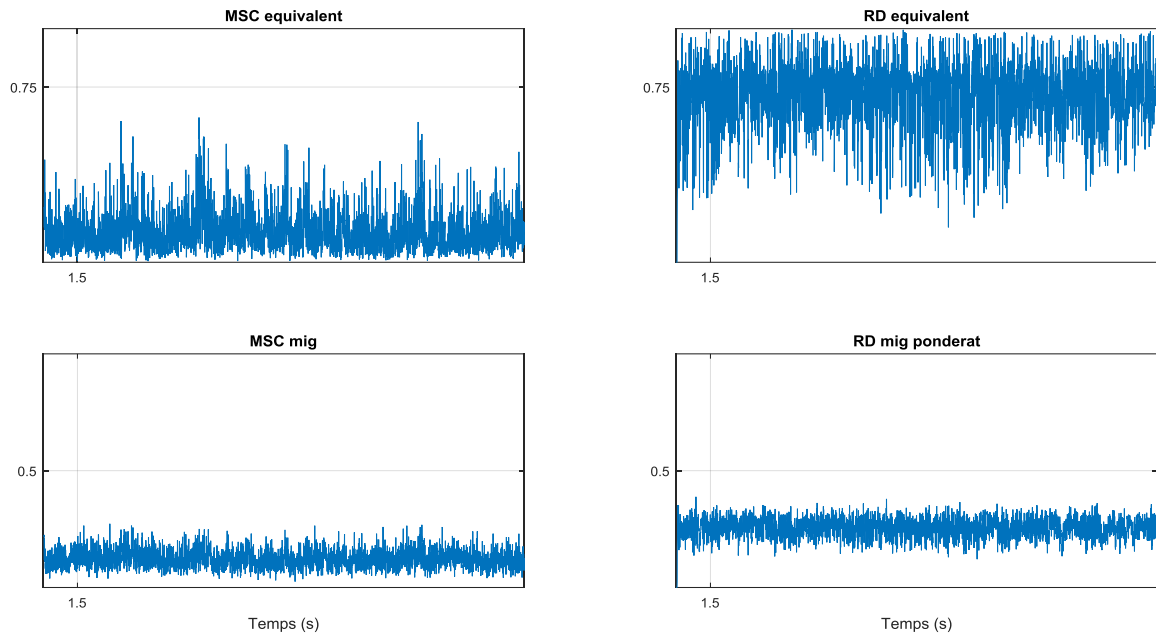 MSC equivalent
0.75
1.5
RD equivalent
0.75
1.5
MSC mig
0.5
1.5
Temps (s)
RD mig ponderat
0.5
1.5
Temps (s)